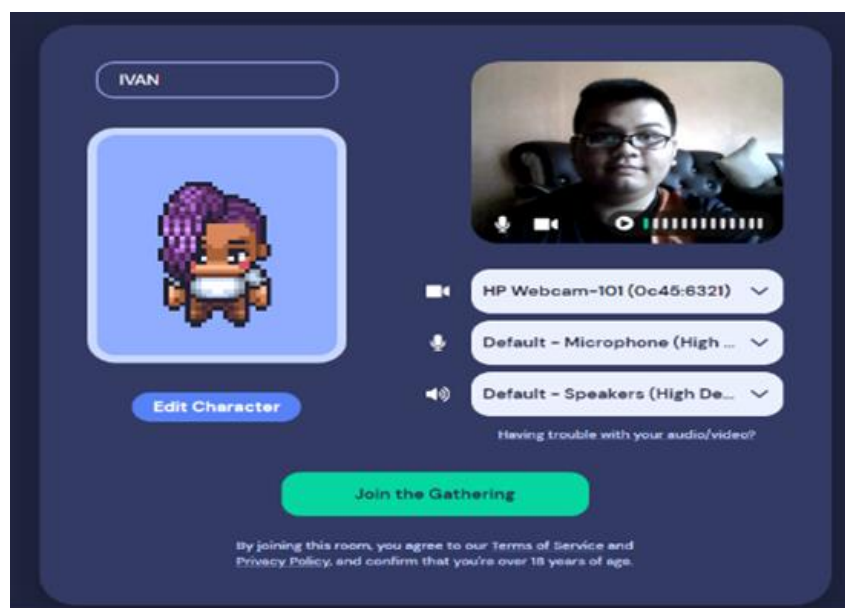 IVAN
HP Webcam-101 (0c45:6321)
Default - Microphone (High ...
Default - Speakers (High De...
Edit Character
Having trouble with your audio/video?
Join the Gathering
By joining this room, you agree to our Terms of Service and
Privacy Policy, and confirm that you're over 18 years of age.